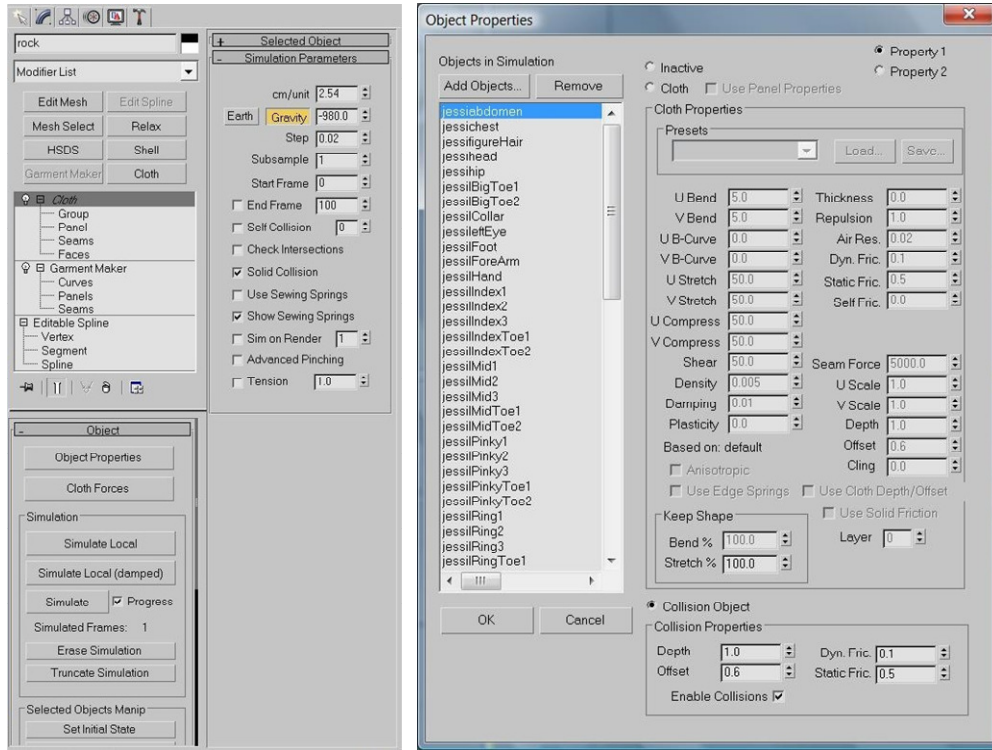 rock
Modifier List
Edit Mesh Edit Spline
Mesh Select Relax
HSDS Shell
Garment Maker Cloth
Cloth
Group
Panel
Seams
Faces
Garment Maker
Curves
Panels
Seams
Editable Spline
Vertex
Segment
Spline
- Object
Object Properties
Cloth Forces
Simulation
Simulate Local
Simulate Local (damped)
Simulate Progress
Simulated Frames: 1
Erase Simulation
Truncate Simulation
Selected Objects Manip
Set Initial State
+ Selected Object
- Simulation Parameters
cm/unit 2.54
Earth Gravity -980.0
Step 0.02
Subsample 1
Start Frame 0
End Frame 100
Self Collision 0
Check Intersections
Solid Collision
Use Sewing Springs
Show Sewing Springs
Sim on Render 1
Advanced Pinching
Tension 1.0
Object Properties
Objects in Simulation
Add Objects... Remove
jessiabdomen
jessichest
jessifigureHair
jessihead
jessihip
jessilBigToe1
jessilBigToe2
jessilCollar
jessileftEye
jessilFoot
jessilForeArm
jessilHand
jessilIndex1
jessilIndex2
jessilIndex3
jessilIndexToe1
jessilIndexToe2
jessilMid1
jessilMid2
jessilMid3
jessilMidToe1
jessilMidToe2
jessilPinky1
jessilPinky2
jessilPinky3
jessilPinkyToe1
jessilPinkyToe2
jessilRing1
jessilRing2
jessilRing3
jessilRingToe1
OK Cancel
Property 1
Inactive
Property 2
Cloth Use Panel Properties
Cloth Properties
Presets
Load... Save...
U Bend 5.0 Thickness 0.0
V Bend 5.0 Repulsion 1.0
U B-Curve 0.0 Air Res. 0.02
V B-Curve 0.0 Dyn. Fric. 0.1
U Stretch 50.0 Static Fric. 0.5
V Stretch 50.0 Self Fric. 0.0
U Compress 50.0
V Compress 50.0
Shear 50.0 Seam Force 5000.0
Density 0.005 U Scale 1.0
Damping 0.01 V Scale 1.0
Plasticity 0.0 Depth 1.0
Based on: default Offset 0.6
Anisotropic Cling 0.0
Use Edge Springs Use Cloth Depth/Offset
Keep Shape Use Solid Friction
Bend % 100.0 Layer 0
Stretch % 100.0
Collision Object
Collision Properties
Depth 1.0 Dyn. Fric. 0.1
Offset 0.6 Static Fric. 0.5
Enable Collisions